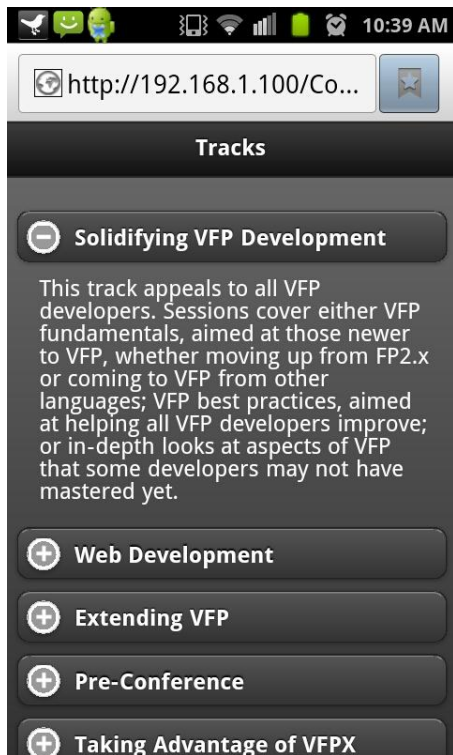 10:39 AM
http://192.168.1.100/Co...
Tracks
Solidifying VFP Development
This track appeals to all VFP
developers. Sessions cover either VFP
fundamentals, aimed at those newer
to VFP, whether moving up from FP2.x
or coming to VFP from other
languages; VFP best practices, aimed
at helping all VFP developers improve;
or in-depth looks at aspects of VFP
that some developers may not have
mastered yet.
Web Development
Extending VFP
Pre-Conference
Taking Advantage of VFPX